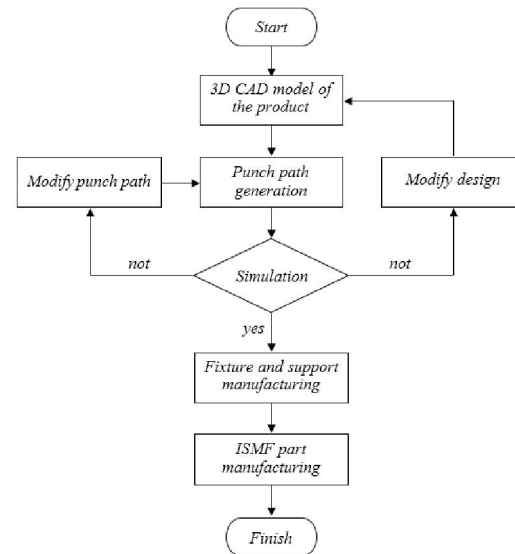 Start
3D CAD model of
the product
Modify punch path
Punch path
generation
Modify design
not
Simulation
not
yes
Fixture and support
manufacturing
ISMF part
manufacturing
Finish